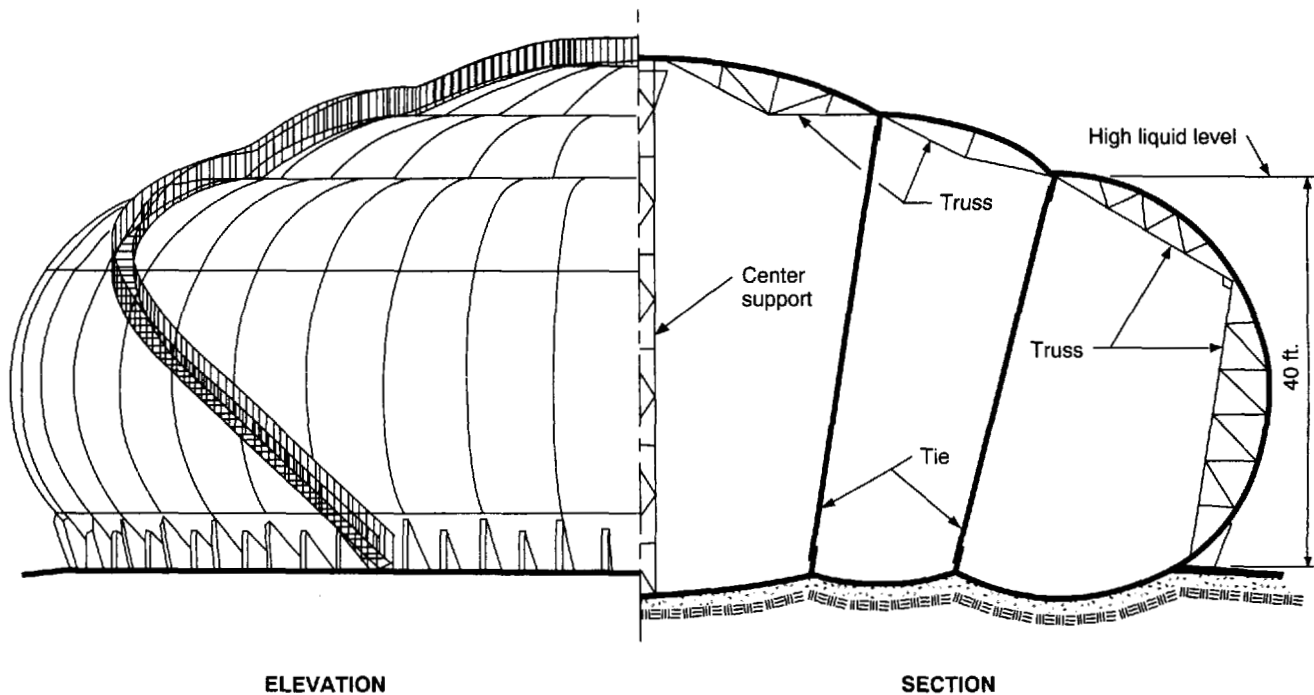 High liquid level
Truss
Center
support
Truss
40 ft.
Tie
ELEVATION
SECTION